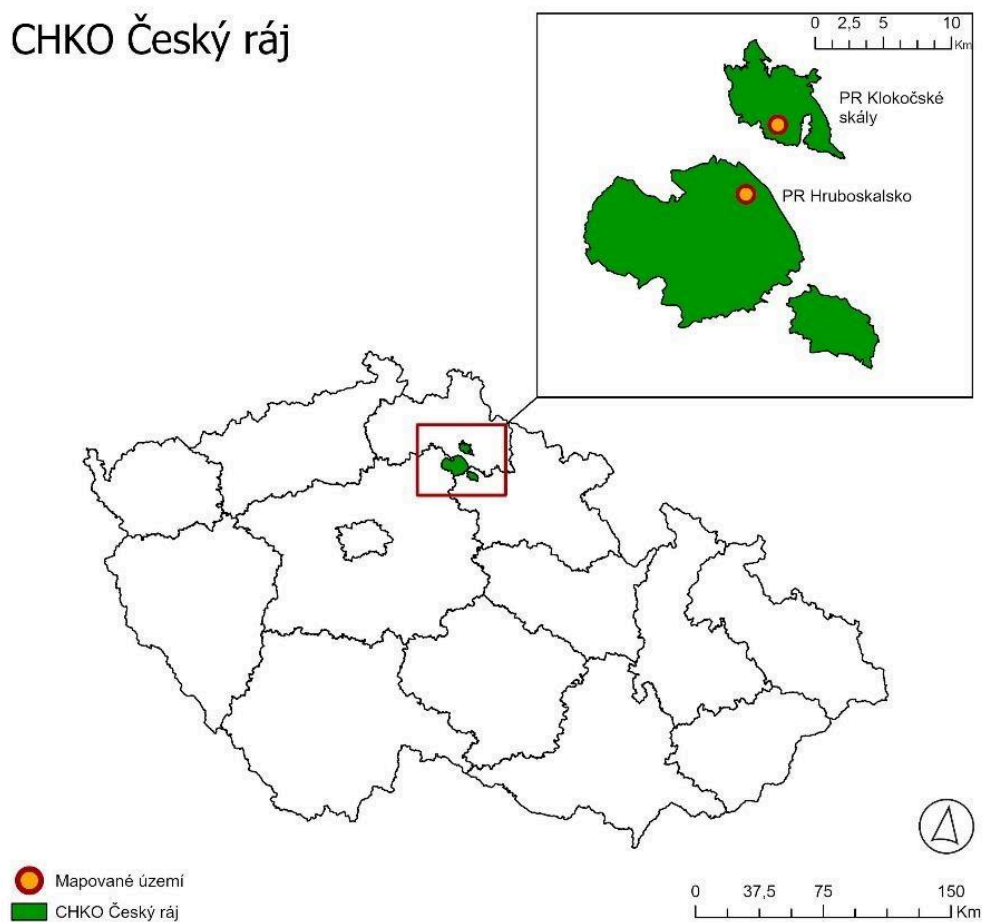 CHKO Český ráj
0 2,5 5 10
Km
PR Klokočské
skály
PR Hruboskalsko
Mapované území
CHKO Český ráj
0 37,5 75 150
Km